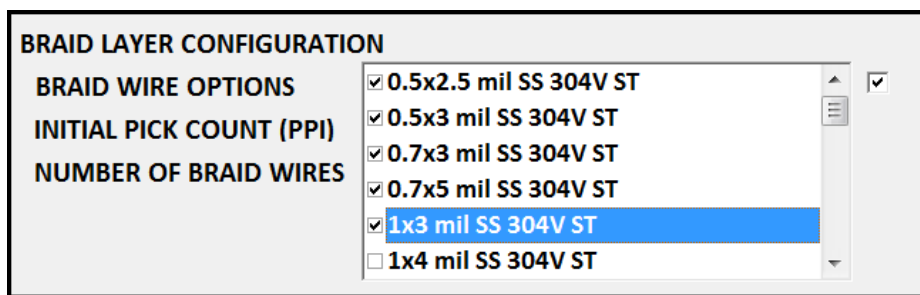 BRAID LAYER CONFIGURATION
BRAID WIRE OPTIONS
INITIAL PICK COUNT (PPI)
NUMBER OF BRAID WIRES
0.5x2.5 mil SS 304V ST
0.5x3 mil SS 304V ST
0.7x3 mil SS 304V ST
0.7x5 mil SS 304V ST
1x3 mil SS 304V ST
1x4 mil SS 304V ST